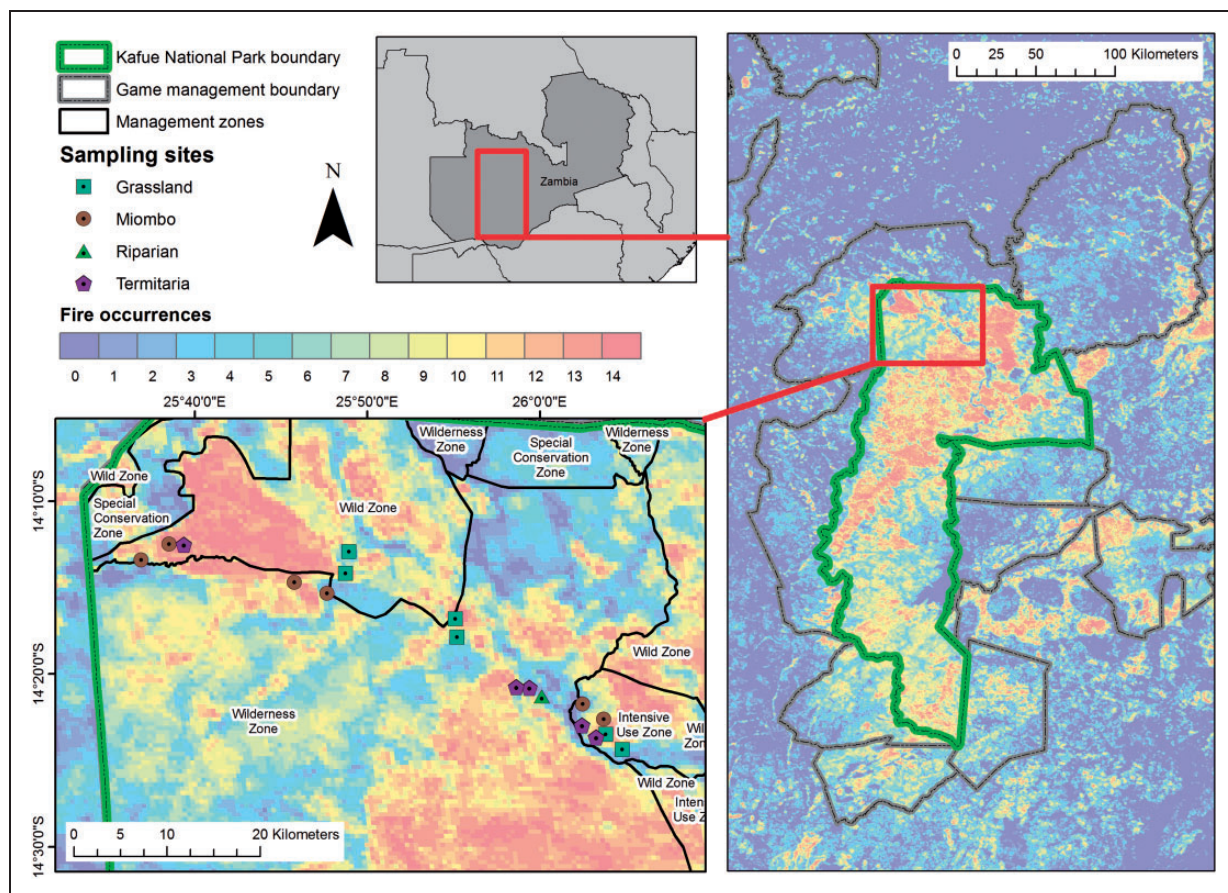 Kafue National Park boundary
Game management boundary
Management zones
Sampling sites
Grassland
Miombo
Riparian
Termitaria
Fire occurrences
0 1 2 3 4 5 6 7 8 9 10 11 12 13 14
N
Zambia
0 25 50 100 Kilometers
25°40'0"E 25°50'0"E 26°0'0"E
14°10'0"S
14°20'0"S
14°30'0"S
Wilderness
Zone
Special
Conservation
Zone
Wilderness
Zone
Wild Zone
Special
Conservation
Zone
Wild Zone
Wild Zone
Wilderness
Zone
Intensive
Use Zone
Wil
Zon
Wild Zone
Inten
Use Z
0 5 10 20 Kilometers